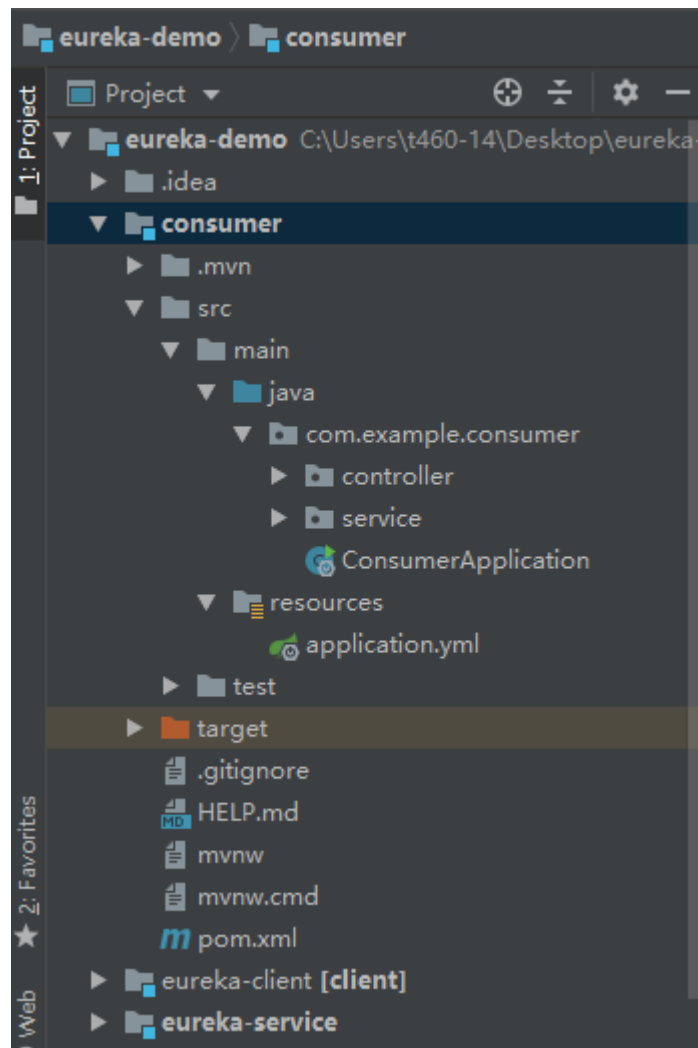 eureka-demo 〉 consumer
Project
1: Project
eureka-demo C:\Users\t460-14\Desktop\eureka-
.idea
consumer
.mvn
src
main
java
com.example.consumer
controller
service
ConsumerApplication
resources
application.yml
test
target
.gitignore
MD HELP.md
mvnw
mvnw.cmd
m pom.xml
eureka-client [client]
eureka-service
2: Favorites
Web